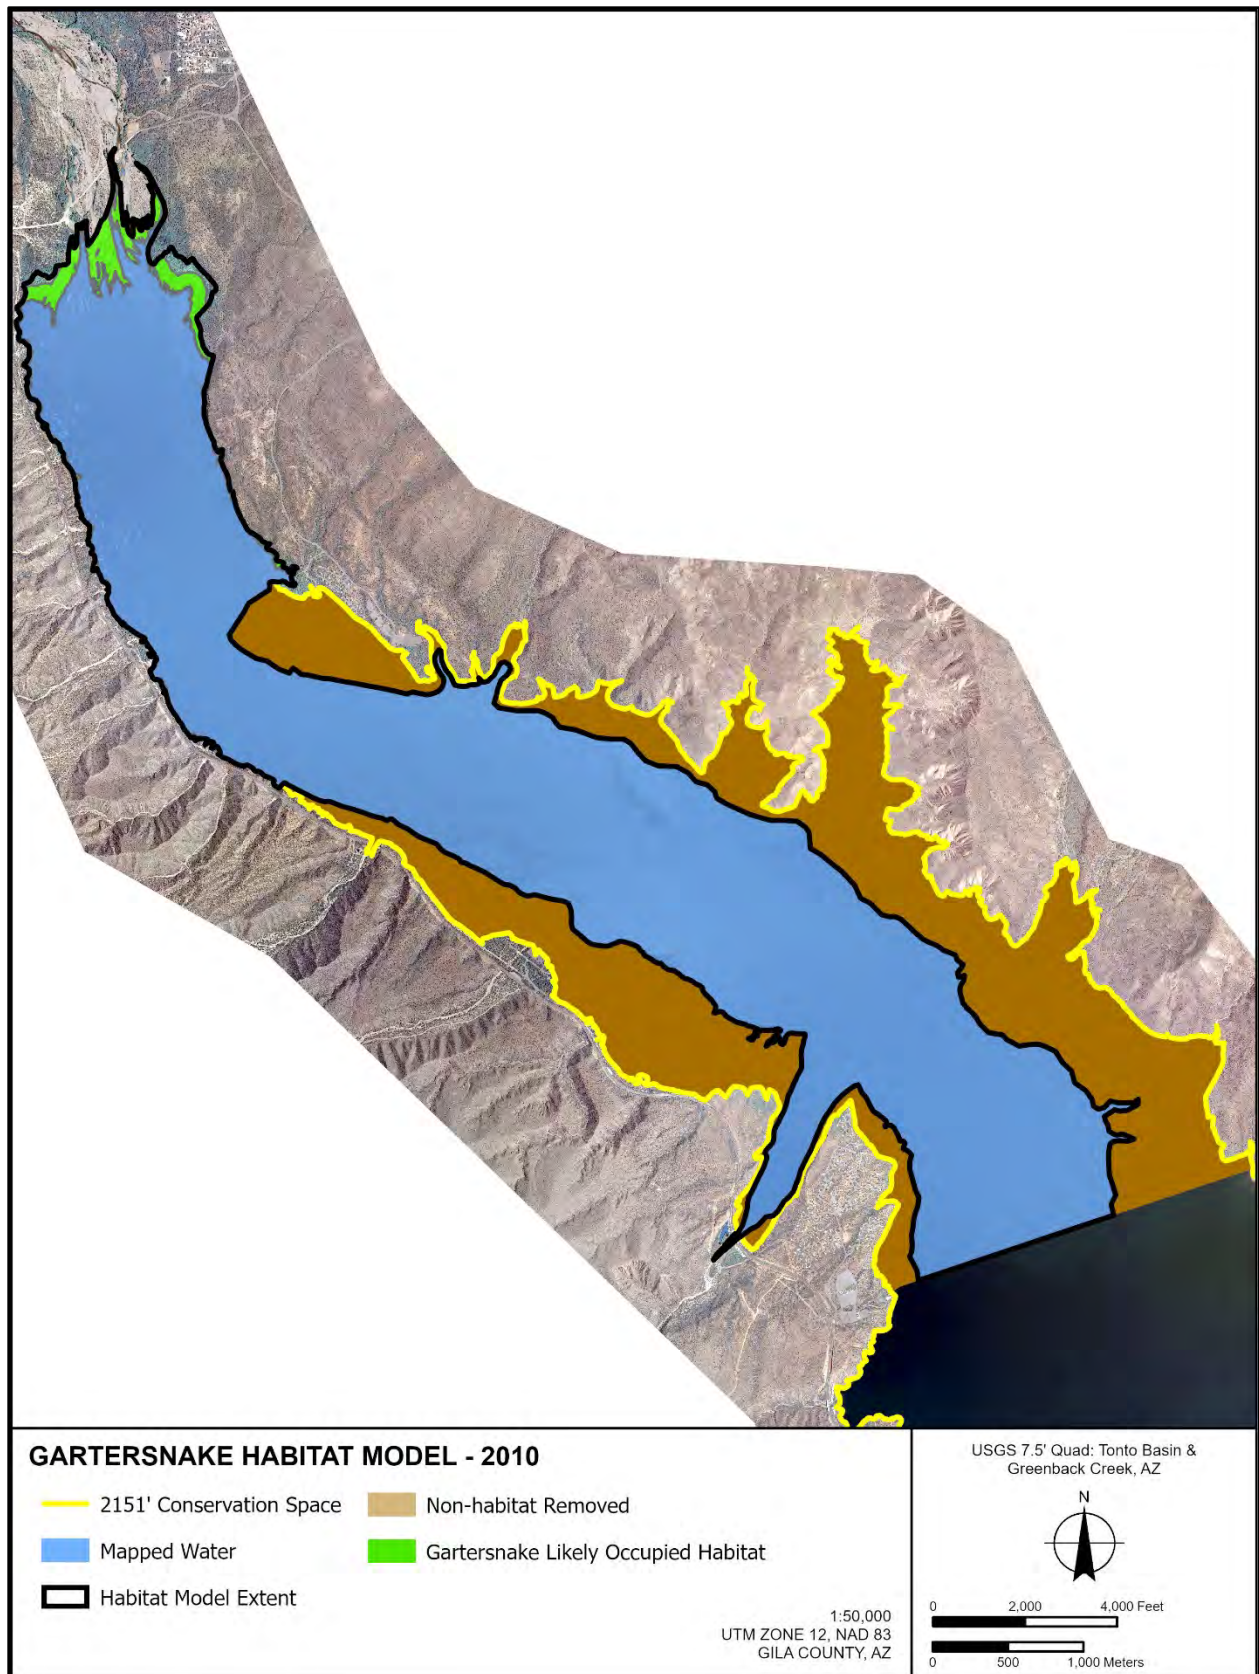 GARTERSNAKE HABITAT MODEL - 2010
2151' Conservation Space
Non-habitat Removed
Mapped Water
Gartersnake Likely Occupied Habitat
Habitat Model Extent
1:50,000
UTM ZONE 12, NAD 83
GILA COUNTY, AZ
USGS 7.5' Quad: Tonto Basin &
Greenback Creek, AZ
N
0 2,000 4,000 Feet
0 500 1,000 Meters